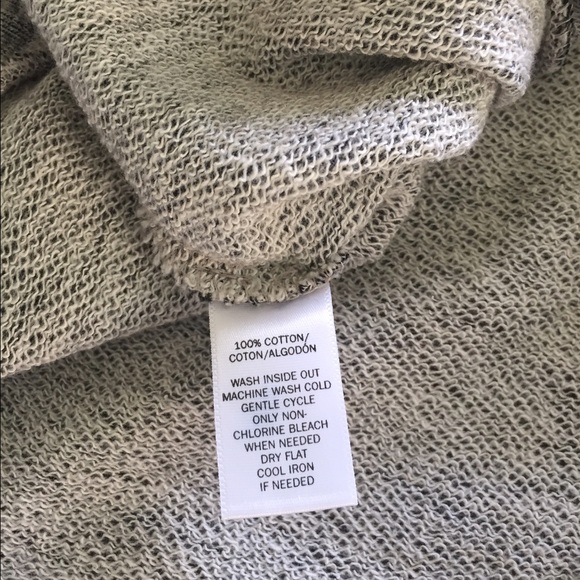 100% COTTON/
COTON/ALGODÓN
WASH INSIDE OUT
MACHINE WASH COLD
GENTLE CYCLE
ONLY NON-
CHLORINE BLEACH
WHEN NEEDED
DRY FLAT
COOL IRON
IF NEEDED